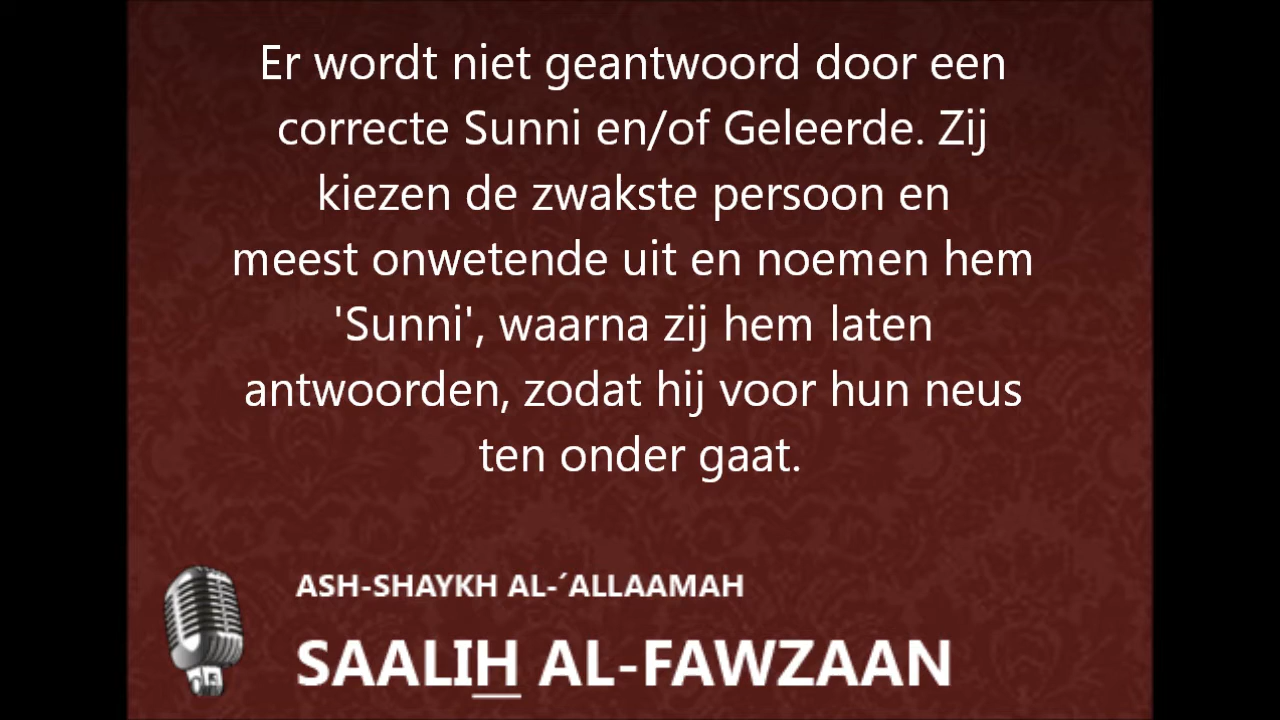 Er wordt niet geantwoord door een
correcte Sunni en/of Geleerde. Zij
kiezen de zwakste persoon en
meest onwetende uit en noemen hem
'Sunni', waarna zij hem laten
antwoorden, zodat hij voor hun neus
ten onder gaat.
ASH-SHAYKH AL-´ALLAAMAH
SAALIH AL-FAWZAAN